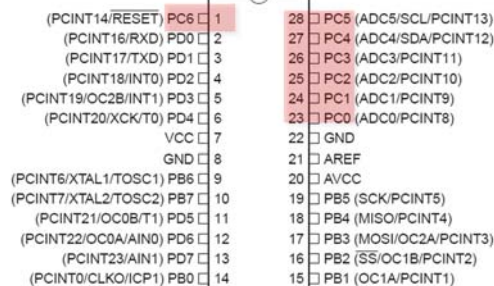 (PCINT14/RESET) PC6 1
(PCINT16/RXD) PD0 2
(PCINT17/TXD) PD1 3
(PCINT18/INT0) PD2 4
(PCINT19/OC2B/INT1) PD3 5
(PCINT20/XCK/T0) PD4 6
VCC 7
GND 8
(PCINT6/XTAL1/TOSC1) PB6 9
(PCINT7/XTAL2/TOSC2) PB7 10
(PCINT21/OC0B/T1) PD5 11
(PCINT22/OC0A/AIN0) PD6 12
(PCINT23/AIN1) PD7 13
(PCINT0/CLKO/ICP1) PB0 14
28 PC5 (ADC5/SCL/PCINT13)
27 PC4 (ADC4/SDA/PCINT12)
26 PC3 (ADC3/PCINT11)
25 PC2 (ADC2/PCINT10)
24 PC1 (ADC1/PCINT9)
23 PC0 (ADC0/PCINT8)
22 GND
21 AREF
20 AVCC
19 PB5 (SCK/PCINT5)
18 PB4 (MISO/PCINT4)
17 PB3 (MOSI/OC2A/PCINT3)
16 PB2 (SS/OC1B/PCINT2)
15 PB1 (OC1A/PCINT1)